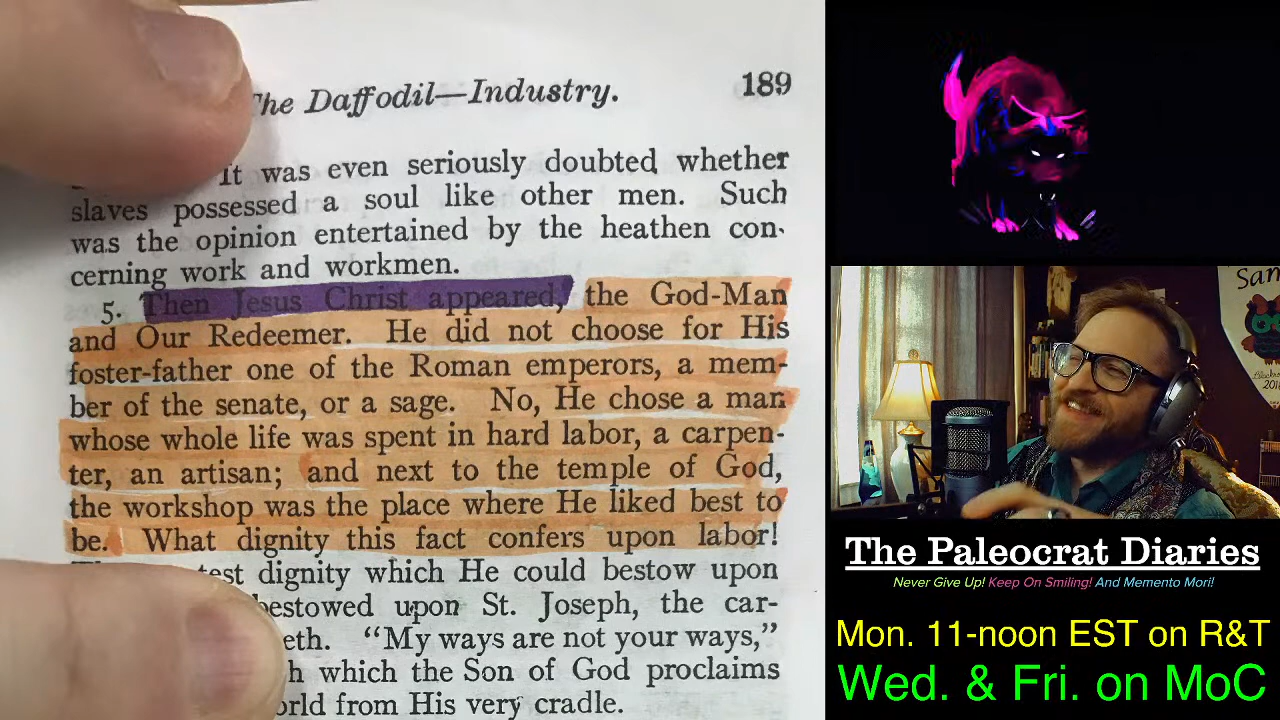 The Daffodil—Industry. 189
It was even seriously doubted whether
slaves possessed a soul like other men. Such
was the opinion entertained by the heathen con-
cerning work and workmen.
5. Then Jesus Christ appeared, the God-Man
and Our Redeemer. He did not choose for His
foster-father one of the Roman emperors, a mem-
ber of the senate, or a sage. No, He chose a man
whose whole life was spent in hard labor, a carpen-
ter, an artisan; and next to the temple of God,
the workshop was the place where He liked best to
be. What dignity this fact confers upon labor!
dignity which He could bestow upon
upon St. Joseph, the car-
“My ways are not your ways,”
which the Son of God proclaims
from His very cradle.
San
The Paleocrat Diaries
Never Give Up! Keep On Smiling! And Memento Mori!
Mon. 11-noon EST on R&T
Wed. & Fri. on MoC